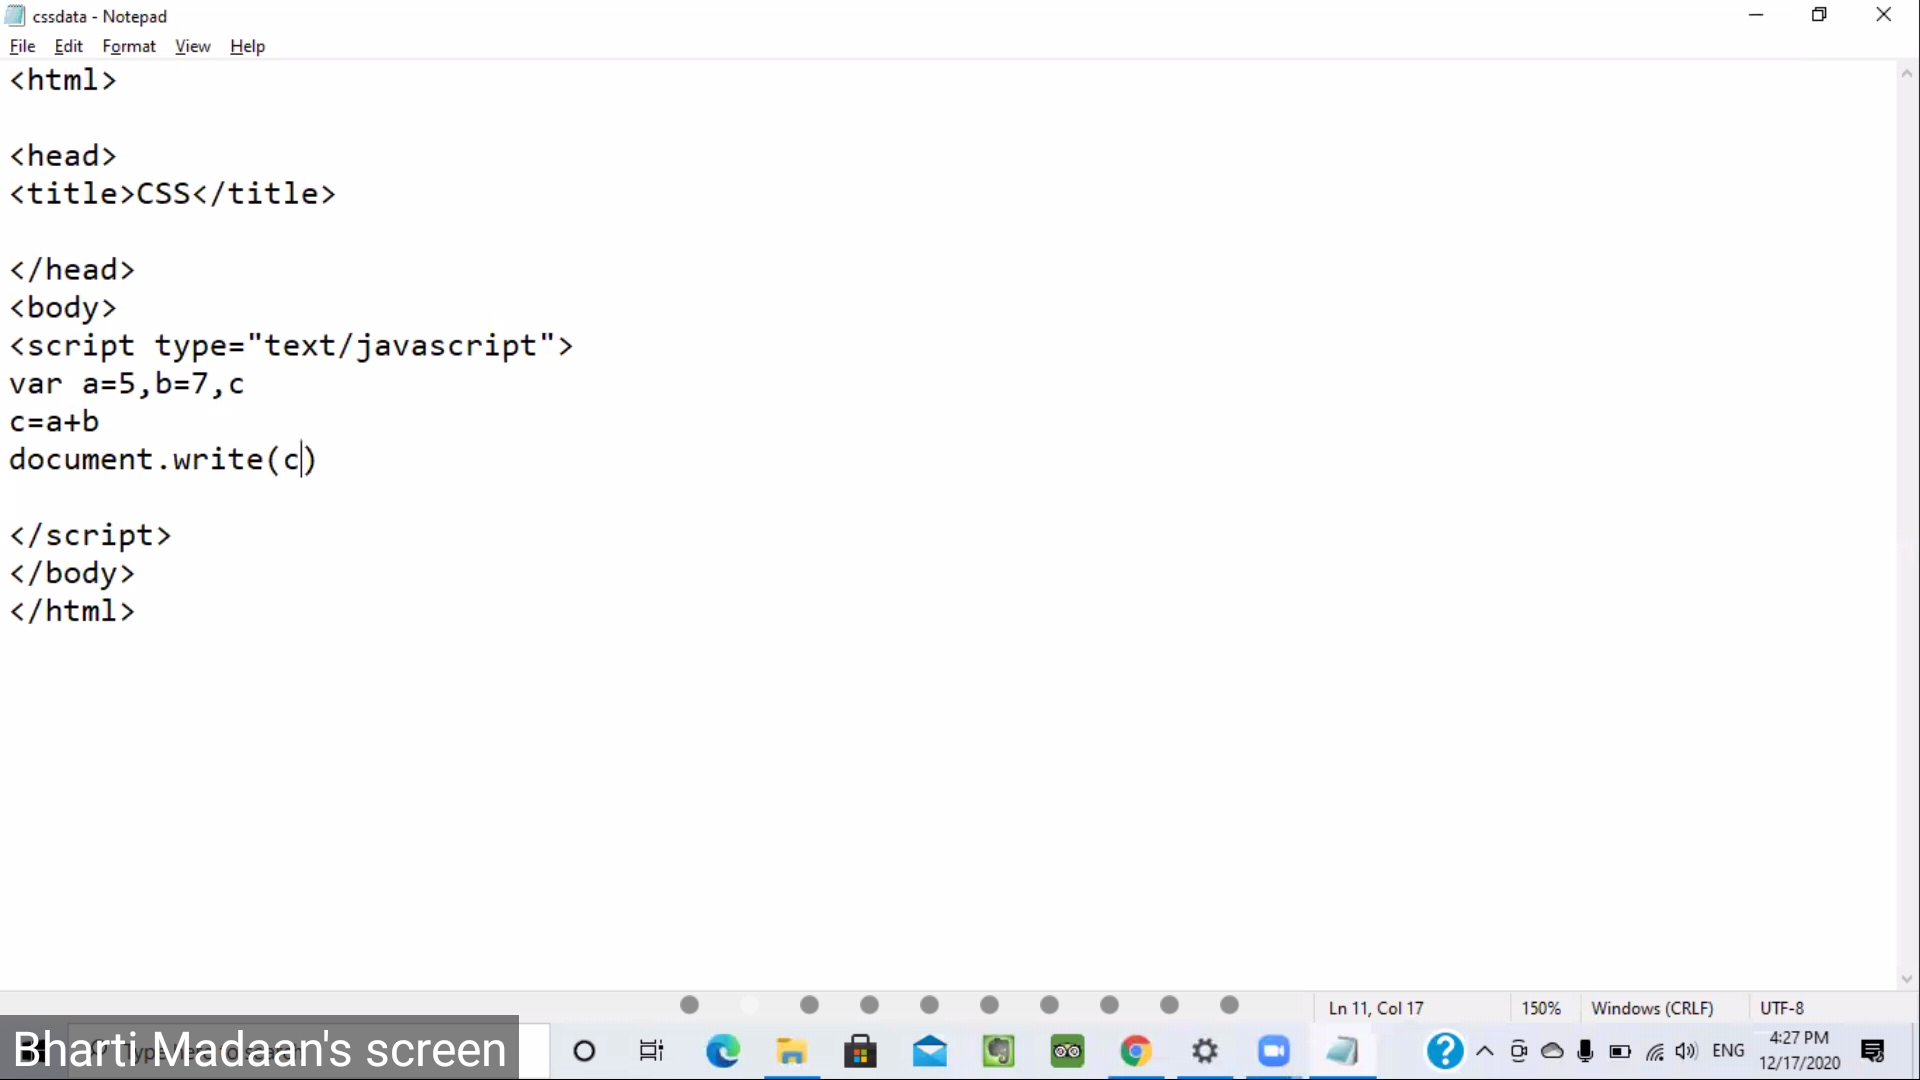 cssdata - Notepad
File Edit Format View Help
<html>
<head>
<title>CSS</title>
</head>
<body>
<script type="text/javascript">
var a=5,b=7,c
c=a+b
document.write(c)
</script>
</body>
</html>
Ln 11, Col 17 150% Windows (CRLF) UTF-8
Bharti Madaan's screen
ENG
4:27 PM
12/17/2020